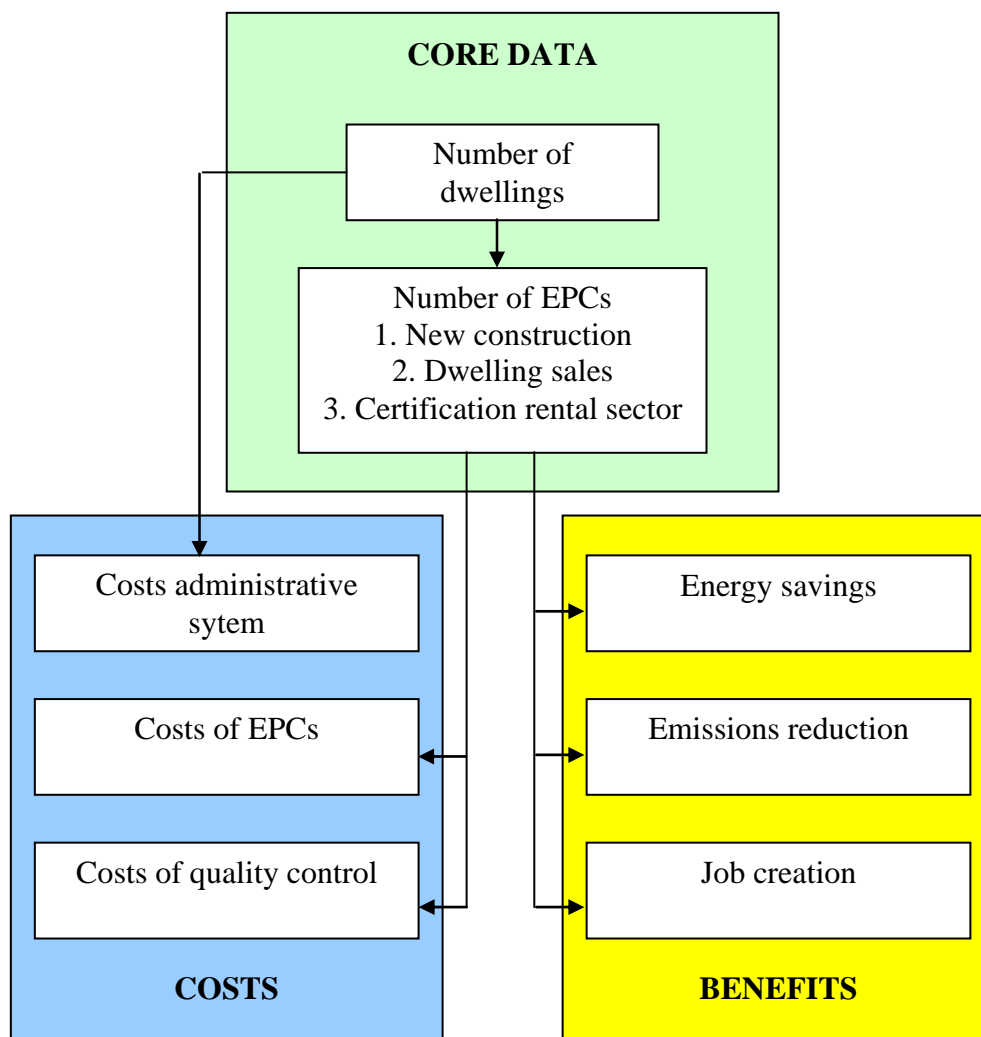 CORE DATA
Number of
dwellings
Number of EPCs
1. New construction
2. Dwelling sales
3. Certification rental sector
Costs administrative
sytem
Costs of EPCs
Costs of quality control
COSTS
Energy savings
Emissions reduction
Job creation
BENEFITS